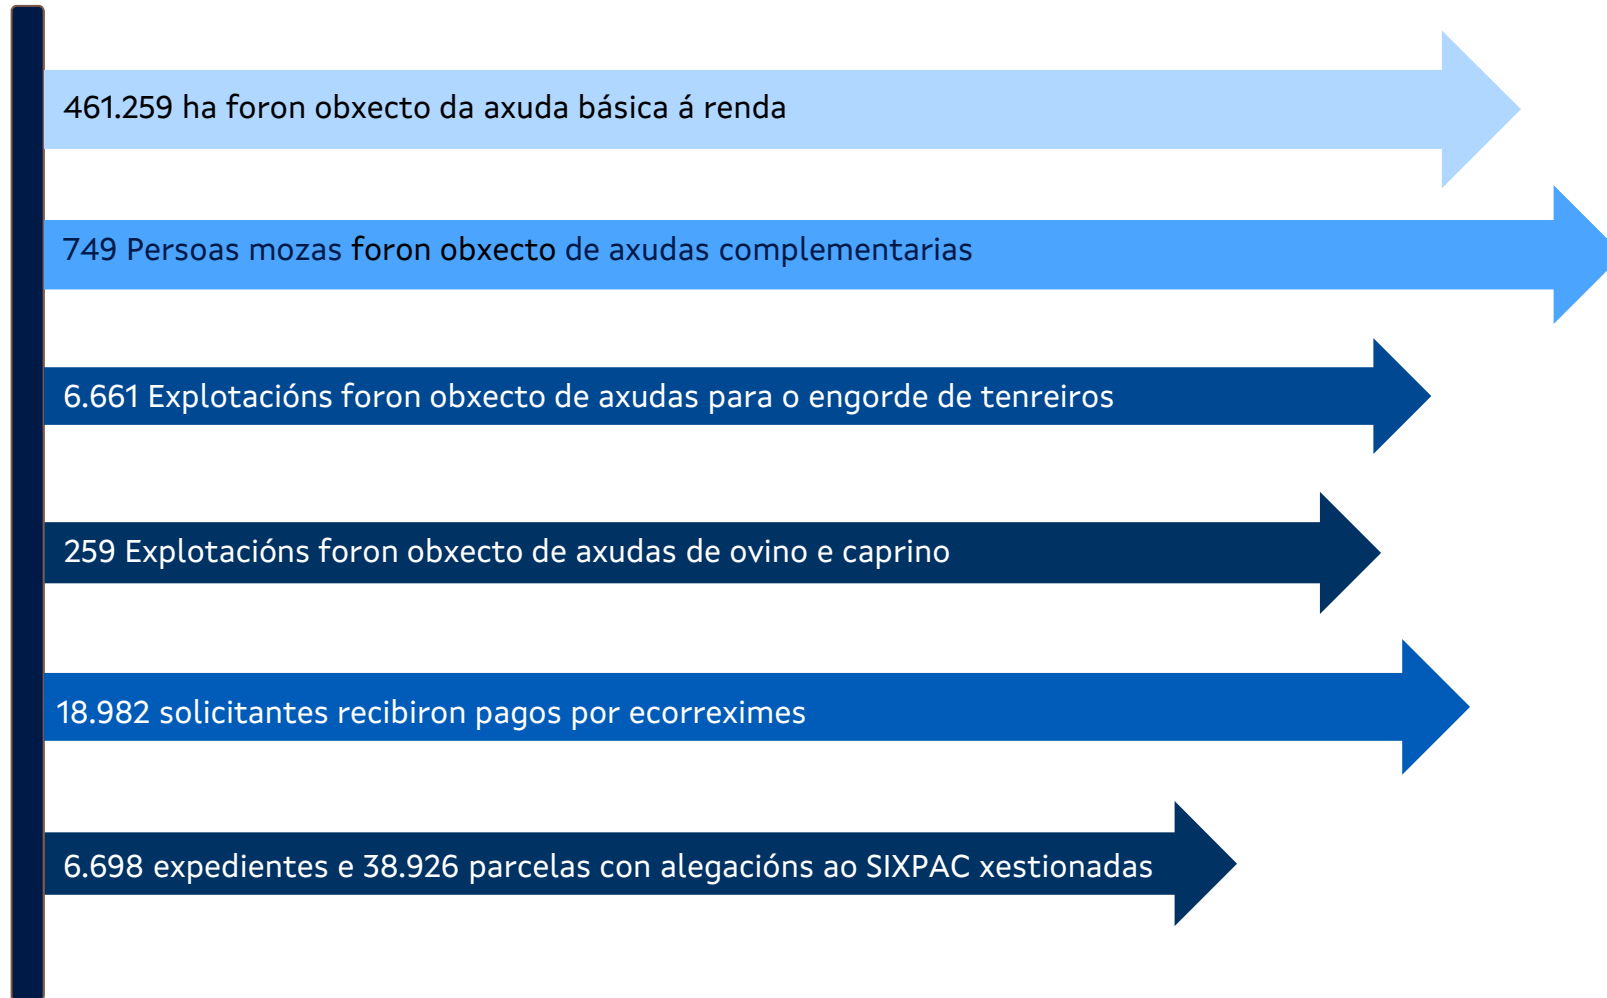 461.259 ha foron obxecto da axuda básica á renda
749 Persoas mozas foron obxecto de axudas complementarias
6.661 Explotacións foron obxecto de axudas para o engorde de tenreiros
259 Explotacións foron obxecto de axudas de ovino e caprino
18.982 solicitantes recibiron pagos por ecorreximes
6.698 expedientes e 38.926 parcelas con alegacións ao SIXPAC xestionadas